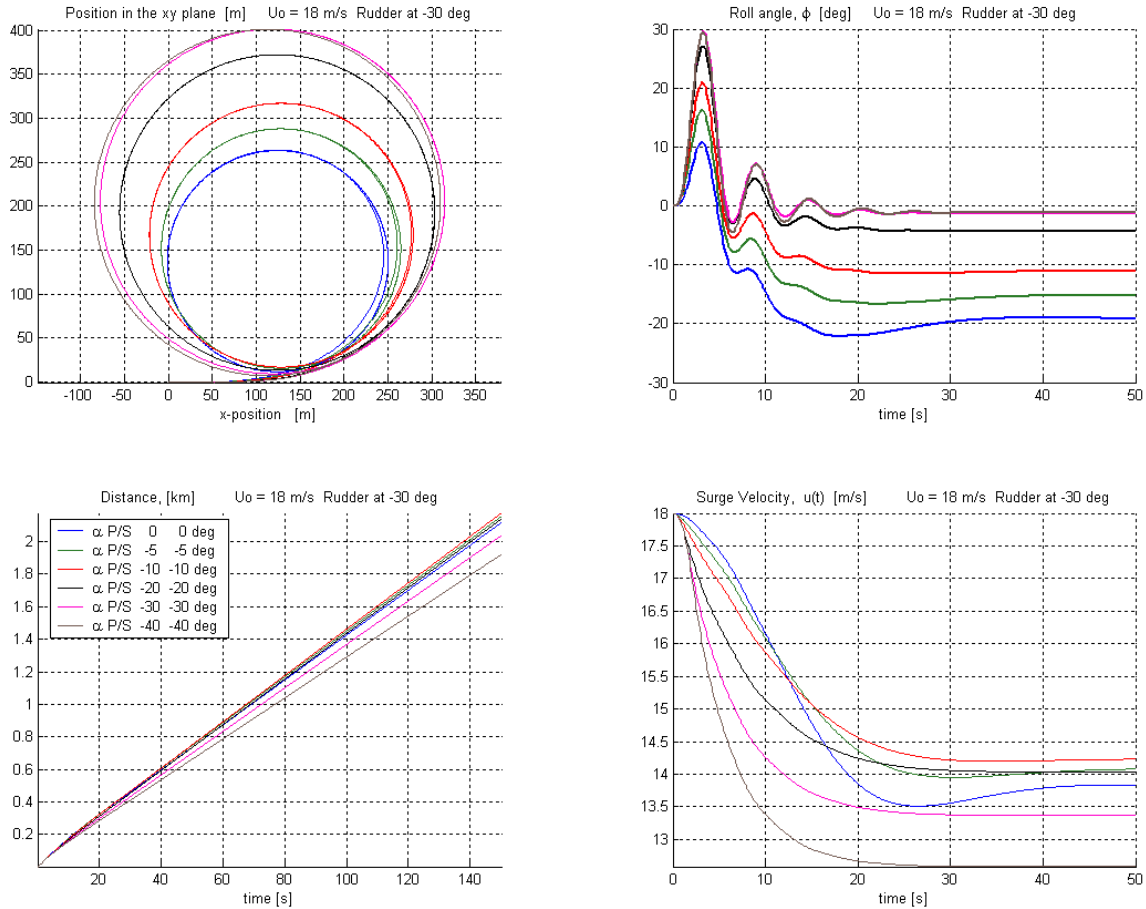 Position in the xy plane [m] Uo = 18 m/s Rudder at -30 deg
400
350
300
250
200
150
100
50
0
-100 -50 0 50 100 150 200 250 300 350
x-position [m]
Roll angle, ϕ [deg] Uo = 18 m/s Rudder at -30 deg
30
20
10
0
-10
-20
-30
0 10 20 30 40 50
time [s]
Distance, [km] Uo = 18 m/s Rudder at -30 deg
α P/S 0 0 deg
α P/S -5 -5 deg
α P/S -10 -10 deg
α P/S -20 -20 deg
α P/S -30 -30 deg
α P/S -40 -40 deg
2
1.8
1.6
1.4
1.2
1
0.8
0.6
0.4
0.2
20 40 60 80 100 120 140
time [s]
Surge Velocity, u(t) [m/s] Uo = 18 m/s Rudder at -30 deg
18
17.5
17
16.5
16
15.5
15
14.5
14
13.5
13
0 10 20 30 40 50
time [s]